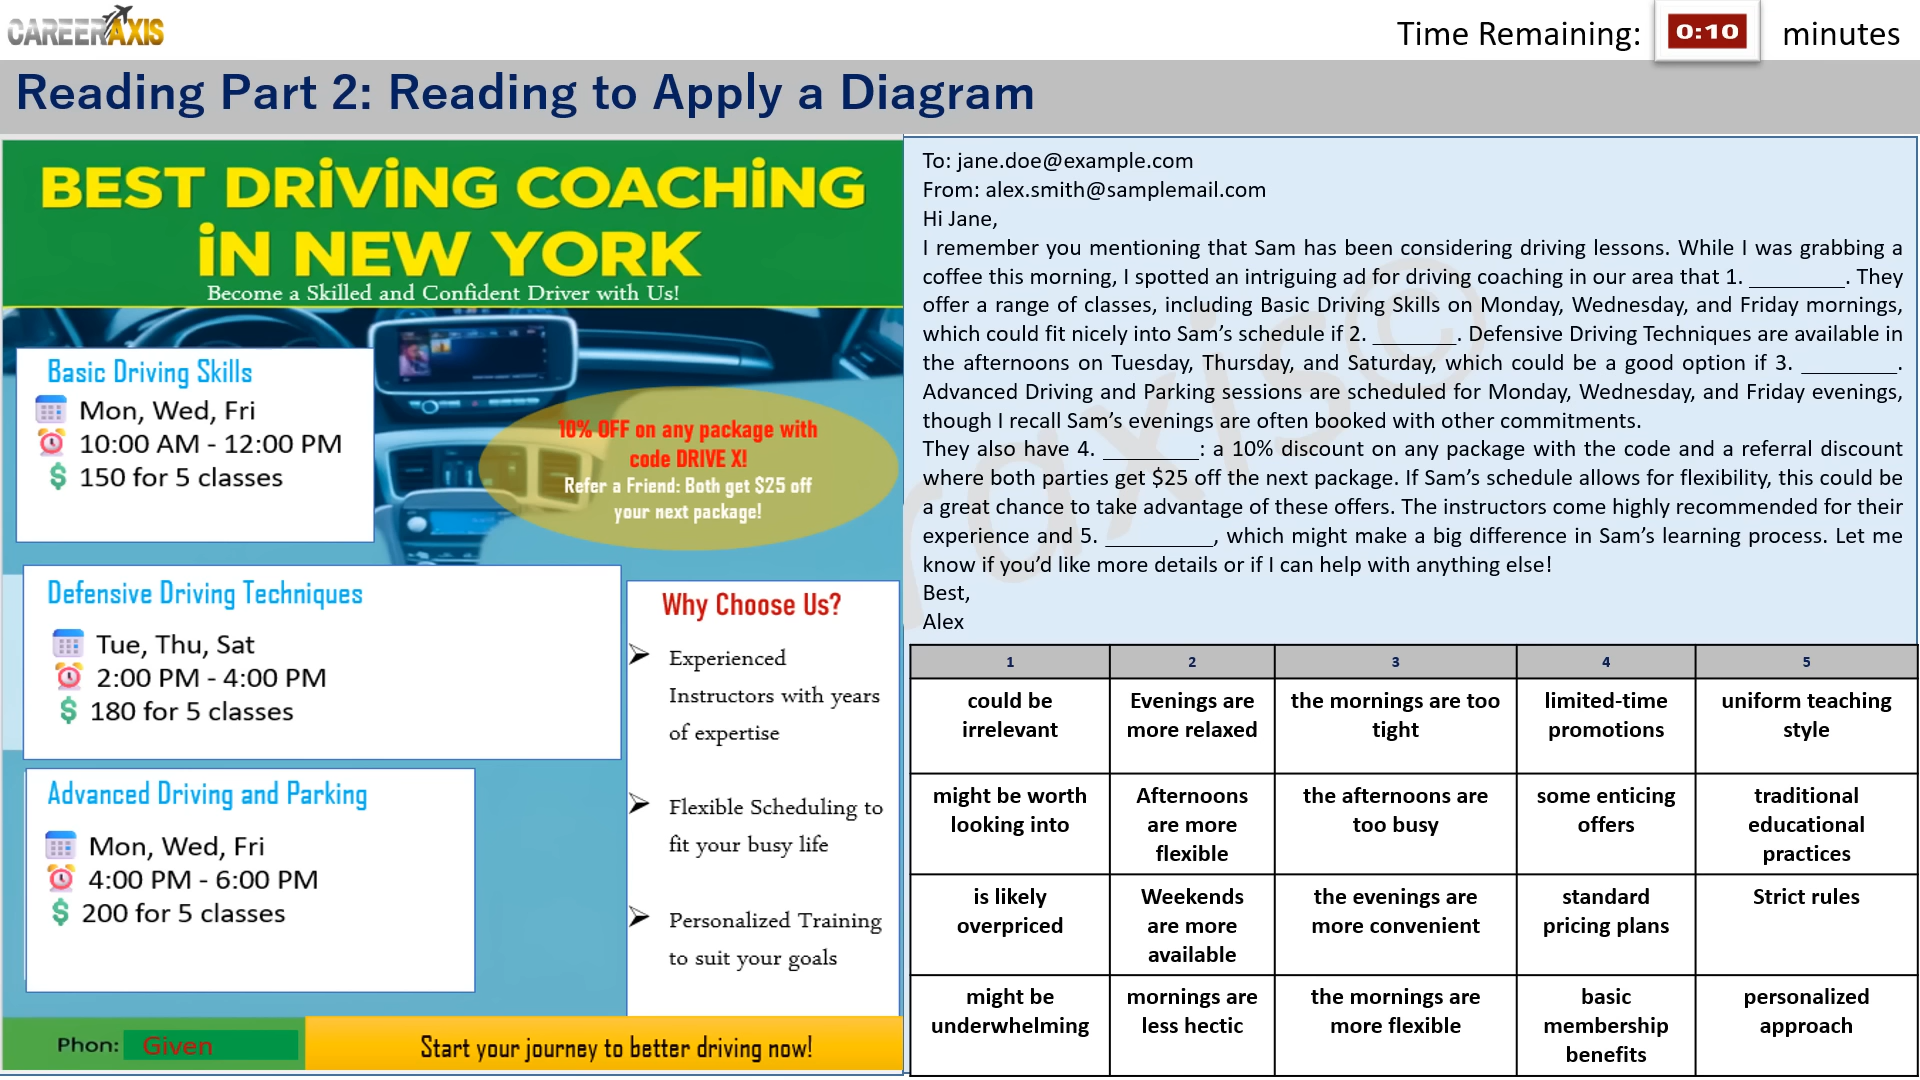 CAREERAXIS
Time Remaining: 0:10 minutes
Reading Part 2: Reading to Apply a Diagram
BEST DRiViNG COACHiNG
iN NEW YORK
Become a Skilled and Confident Driver with Us!
Basic Driving Skills
Mon, Wed, Fri
10:00 AM - 12:00 PM
$ 150 for 5 classes
10% OFF on any package with
code DRIVE X!
Refer a Friend: Both get $25 off
your next package!
Defensive Driving Techniques
Tue, Thu, Sat
2:00 PM - 4:00 PM
$ 180 for 5 classes
Advanced Driving and Parking
Mon, Wed, Fri
4:00 PM - 6:00 PM
$ 200 for 5 classes
Why Choose Us?
Experienced
Instructors with years
of expertise
Flexible Scheduling to
fit your busy life
Personalized Training
to suit your goals
Phon: Given
Start your journey to better driving now!
To: jane.doe@example.com
From: alex.smith@samplemail.com
Hi Jane,
I remember you mentioning that Sam has been considering driving lessons. While I was grabbing a
coffee this morning, I spotted an intriguing ad for driving coaching in our area that 1. ________. They
offer a range of classes, including Basic Driving Skills on Monday, Wednesday, and Friday mornings,
which could fit nicely into Sam's schedule if 2. _______. Defensive Driving Techniques are available in
the afternoons on Tuesday, Thursday, and Saturday, which could be a good option if 3. ________.
Advanced Driving and Parking sessions are scheduled for Monday, Wednesday, and Friday evenings,
though I recall Sam's evenings are often booked with other commitments.
They also have 4. ________: a 10% discount on any package with the code and a referral discount
where both parties get $25 off the next package. If Sam's schedule allows for flexibility, this could be
a great chance to take advantage of these offers. The instructors come highly recommended for their
experience and 5. _________, which might make a big difference in Sam's learning process. Let me
know if you'd like more details or if I can help with anything else!
Best,
Alex
1 2 3 4 5
could be irrelevant
Evenings are more relaxed
the mornings are too tight
limited-time promotions
uniform teaching style
might be worth looking into
Afternoons are more flexible
the afternoons are too busy
some enticing offers
traditional educational practices
is likely overpriced
Weekends are more available
the evenings are more convenient
standard pricing plans
Strict rules
might be underwhelming
mornings are less hectic
the mornings are more flexible
basic membership benefits
personalized approach